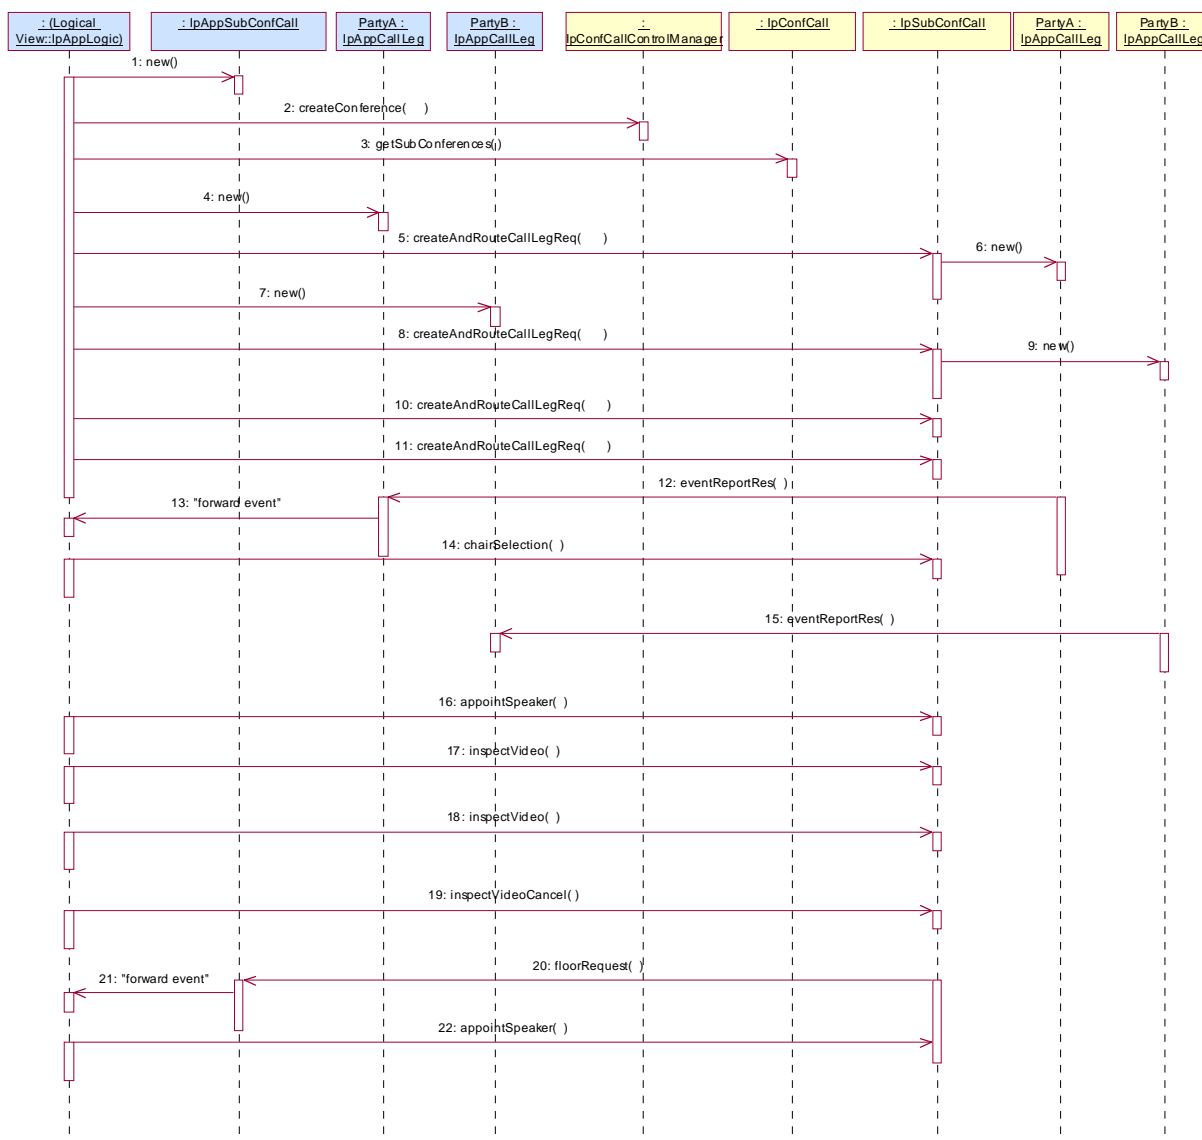 : (Logical
View::IpAppLogic)
: IpAppSubConfCall
PartyA :
IpAppCallLeg
PartyB :
IpAppCallLeg
:
IpConfCallControlManager
: IpConfCall
: IpSubConfCall
PartyA :
IpAppCallLeg
PartyB :
IpAppCallLeg
1: new()
2: createConference( )
3: getSubConferences()
4: new()
5: createAndRouteCallLegReq( )
6: new()
7: new()
8: createAndRouteCallLegReq( )
9: new()
10: createAndRouteCallLegReq( )
11: createAndRouteCallLegReq( )
12: eventReportRes( )
13: "forward event"
14: chairSelection( )
15: eventReportRes( )
16: appointSpeaker( )
17: inspectVideo( )
18: inspectVideo( )
19: inspectVideoCancel( )
20: floorRequest( )
21: "forward event"
22: appointSpeaker( )